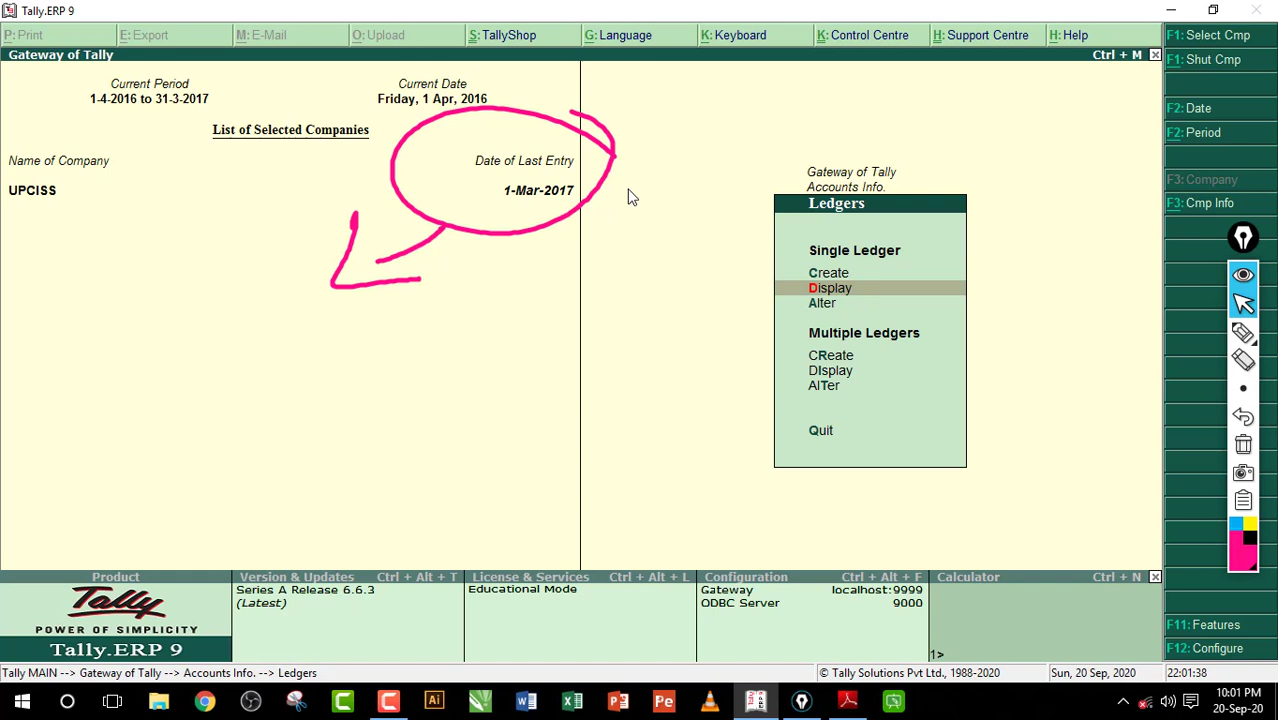 Tally.ERP 9
P: Print
E: Export
M: E-Mail
O: Upload
S: TallyShop
G: Language
K: Keyboard
K: Control Centre
H: Support Centre
H: Help
F1: Select Cmp
Gateway of Tally
Ctrl + M
F1: Shut Cmp
Current Period
Current Date
1-4-2016 to 31-3-2017
Friday, 1 Apr, 2016
F2: Date
List of Selected Companies
F2: Period
Name of Company
Date of Last Entry
UPCISS
1-Mar-2017
Gateway of Tally
Accounts Info.
F3: Company
Ledgers
F3: Cmp Info
Single Ledger
Create
Display
Alter
Multiple Ledgers
CReate
DIsplay
AlTer
Quit
Product
Version & Updates
Ctrl + Alt + T
License & Services
Ctrl + Alt + L
Configuration
Ctrl + Alt + F
Calculator
Ctrl + N
Tally
POWER OF SIMPLICITY
Tally.ERP 9
Series A Release 6.6.3
(Latest)
Educational Mode
Gateway
localhost:9999
ODBC Server
9000
1>
F11: Features
F12: Configure
Tally MAIN --> Gateway of Tally --> Accounts Info. --> Ledgers
© Tally Solutions Pvt Ltd., 1988-2020
Sun, 20 Sep, 2020
22:01:38
Ai
Pe
10:01 PM
20-Sep-20